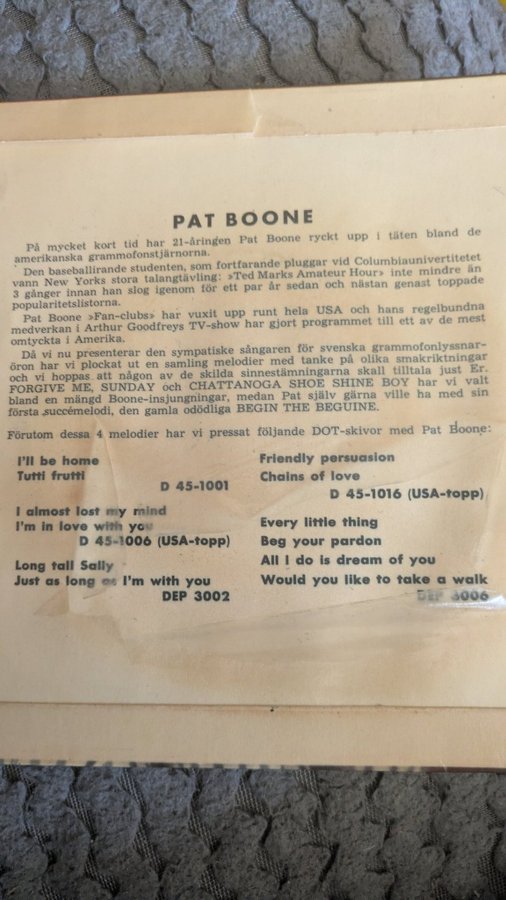 PAT BOONE
På mycket kort tid har 21-åringen Pat Boone ryckt upp i täten bland de
amerikanska grammofonstjärnorna.
Den baseballirande studenten, som fortfarande pluggar vid Columbiaunivertitetet
vann New Yorks stora talangtävling: »Ted Marks Amateur Hour» inte mindre än
3 gånger innan han slog igenom för ett par år sedan och nästan genast toppade
popularitetslistorna.
Pat Boone »Fan-clubs» har vuxit upp runt hela USA och hans regelbundna
medverkan i Arthur Goodfreys TV-show har gjort programmet till ett av de mest
omtyckta i Amerika.
Då vi nu presenterar den sympatiske sångaren för svenska grammofonlyssnar-
öron har vi plockat ut en samling melodier med tanke på olika smakriktningar
och vi hoppas att någon av de skilda sinnestämningarna skall tilltala just Er.
FORGIVE ME, SUNDAY och CHATTANOGA SHOE SHINE BOY har vi valt
bland en mängd Boone-insjungningar, medan Pat själv gärna ville ha med sin
första succémelodi, den gamla odödliga BEGIN THE BEGUINE.
Förutom dessa 4 melodier har vi pressat följande DOT-skivor med Pat Boone:
I'll be home
Tutti frutti
D 45-1001
I almost lost my mind
I'm in love with you
D 45-1006 (USA-topp)
Long tall Sally
Just as long as I'm with you
DEP 3002
Friendly persuasion
Chains of love
D 45-1016 (USA-topp)
Every little thing
Beg your pardon
All I do is dream of you
Would you like to take a walk
DEP 3006